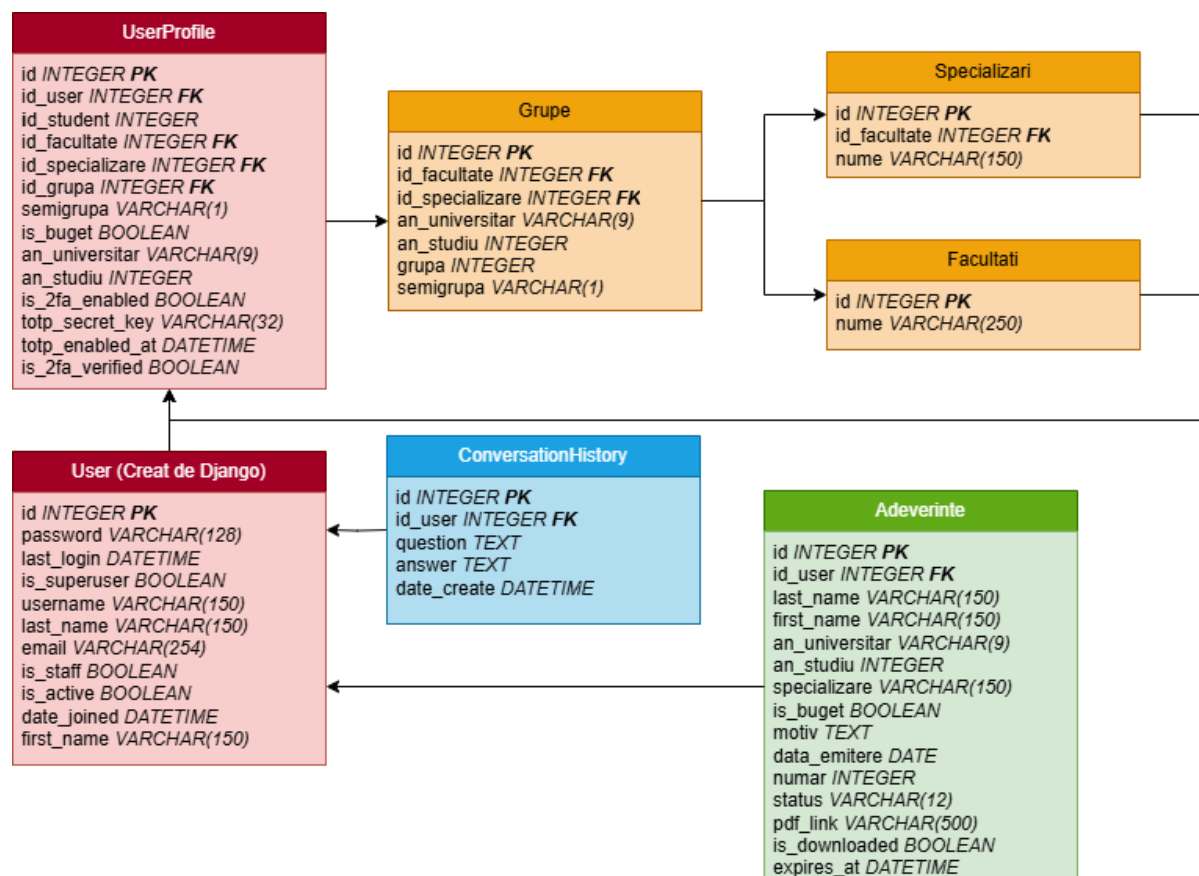 UserProfile
id INTEGER PK
id_user INTEGER FK
id_student INTEGER
id_facultate INTEGER FK
id_specializare INTEGER FK
id_grupa INTEGER FK
semigrupa VARCHAR(1)
is_buget BOOLEAN
an_universitar VARCHAR(9)
an_studiu INTEGER
is_2fa_enabled BOOLEAN
totp_secret_key VARCHAR(32)
totp_enabled_at DATETIME
is_2fa_verified BOOLEAN
Grupe
id INTEGER PK
id_facultate INTEGER FK
id_specializare INTEGER FK
an_universitar VARCHAR(9)
an_studiu INTEGER
grupa INTEGER
semigrupa VARCHAR(1)
Specializari
id INTEGER PK
id_facultate INTEGER FK
nume VARCHAR(150)
Facultati
id INTEGER PK
nume VARCHAR(250)
User (Creat de Django)
id INTEGER PK
password VARCHAR(128)
last_login DATETIME
is_superuser BOOLEAN
username VARCHAR(150)
last_name VARCHAR(150)
email VARCHAR(254)
is_staff BOOLEAN
is_active BOOLEAN
date_joined DATETIME
first_name VARCHAR(150)
ConversationHistory
id INTEGER PK
id_user INTEGER FK
question TEXT
answer TEXT
date_create DATETIME
Adeverinte
id INTEGER PK
id_user INTEGER FK
last_name VARCHAR(150)
first_name VARCHAR(150)
an_universitar VARCHAR(9)
an_studiu INTEGER
specializare VARCHAR(150)
is_buget BOOLEAN
motiv TEXT
data_emitere DATE
numar INTEGER
status VARCHAR(12)
pdf_link VARCHAR(500)
is_downloaded BOOLEAN
expires_at DATETIME